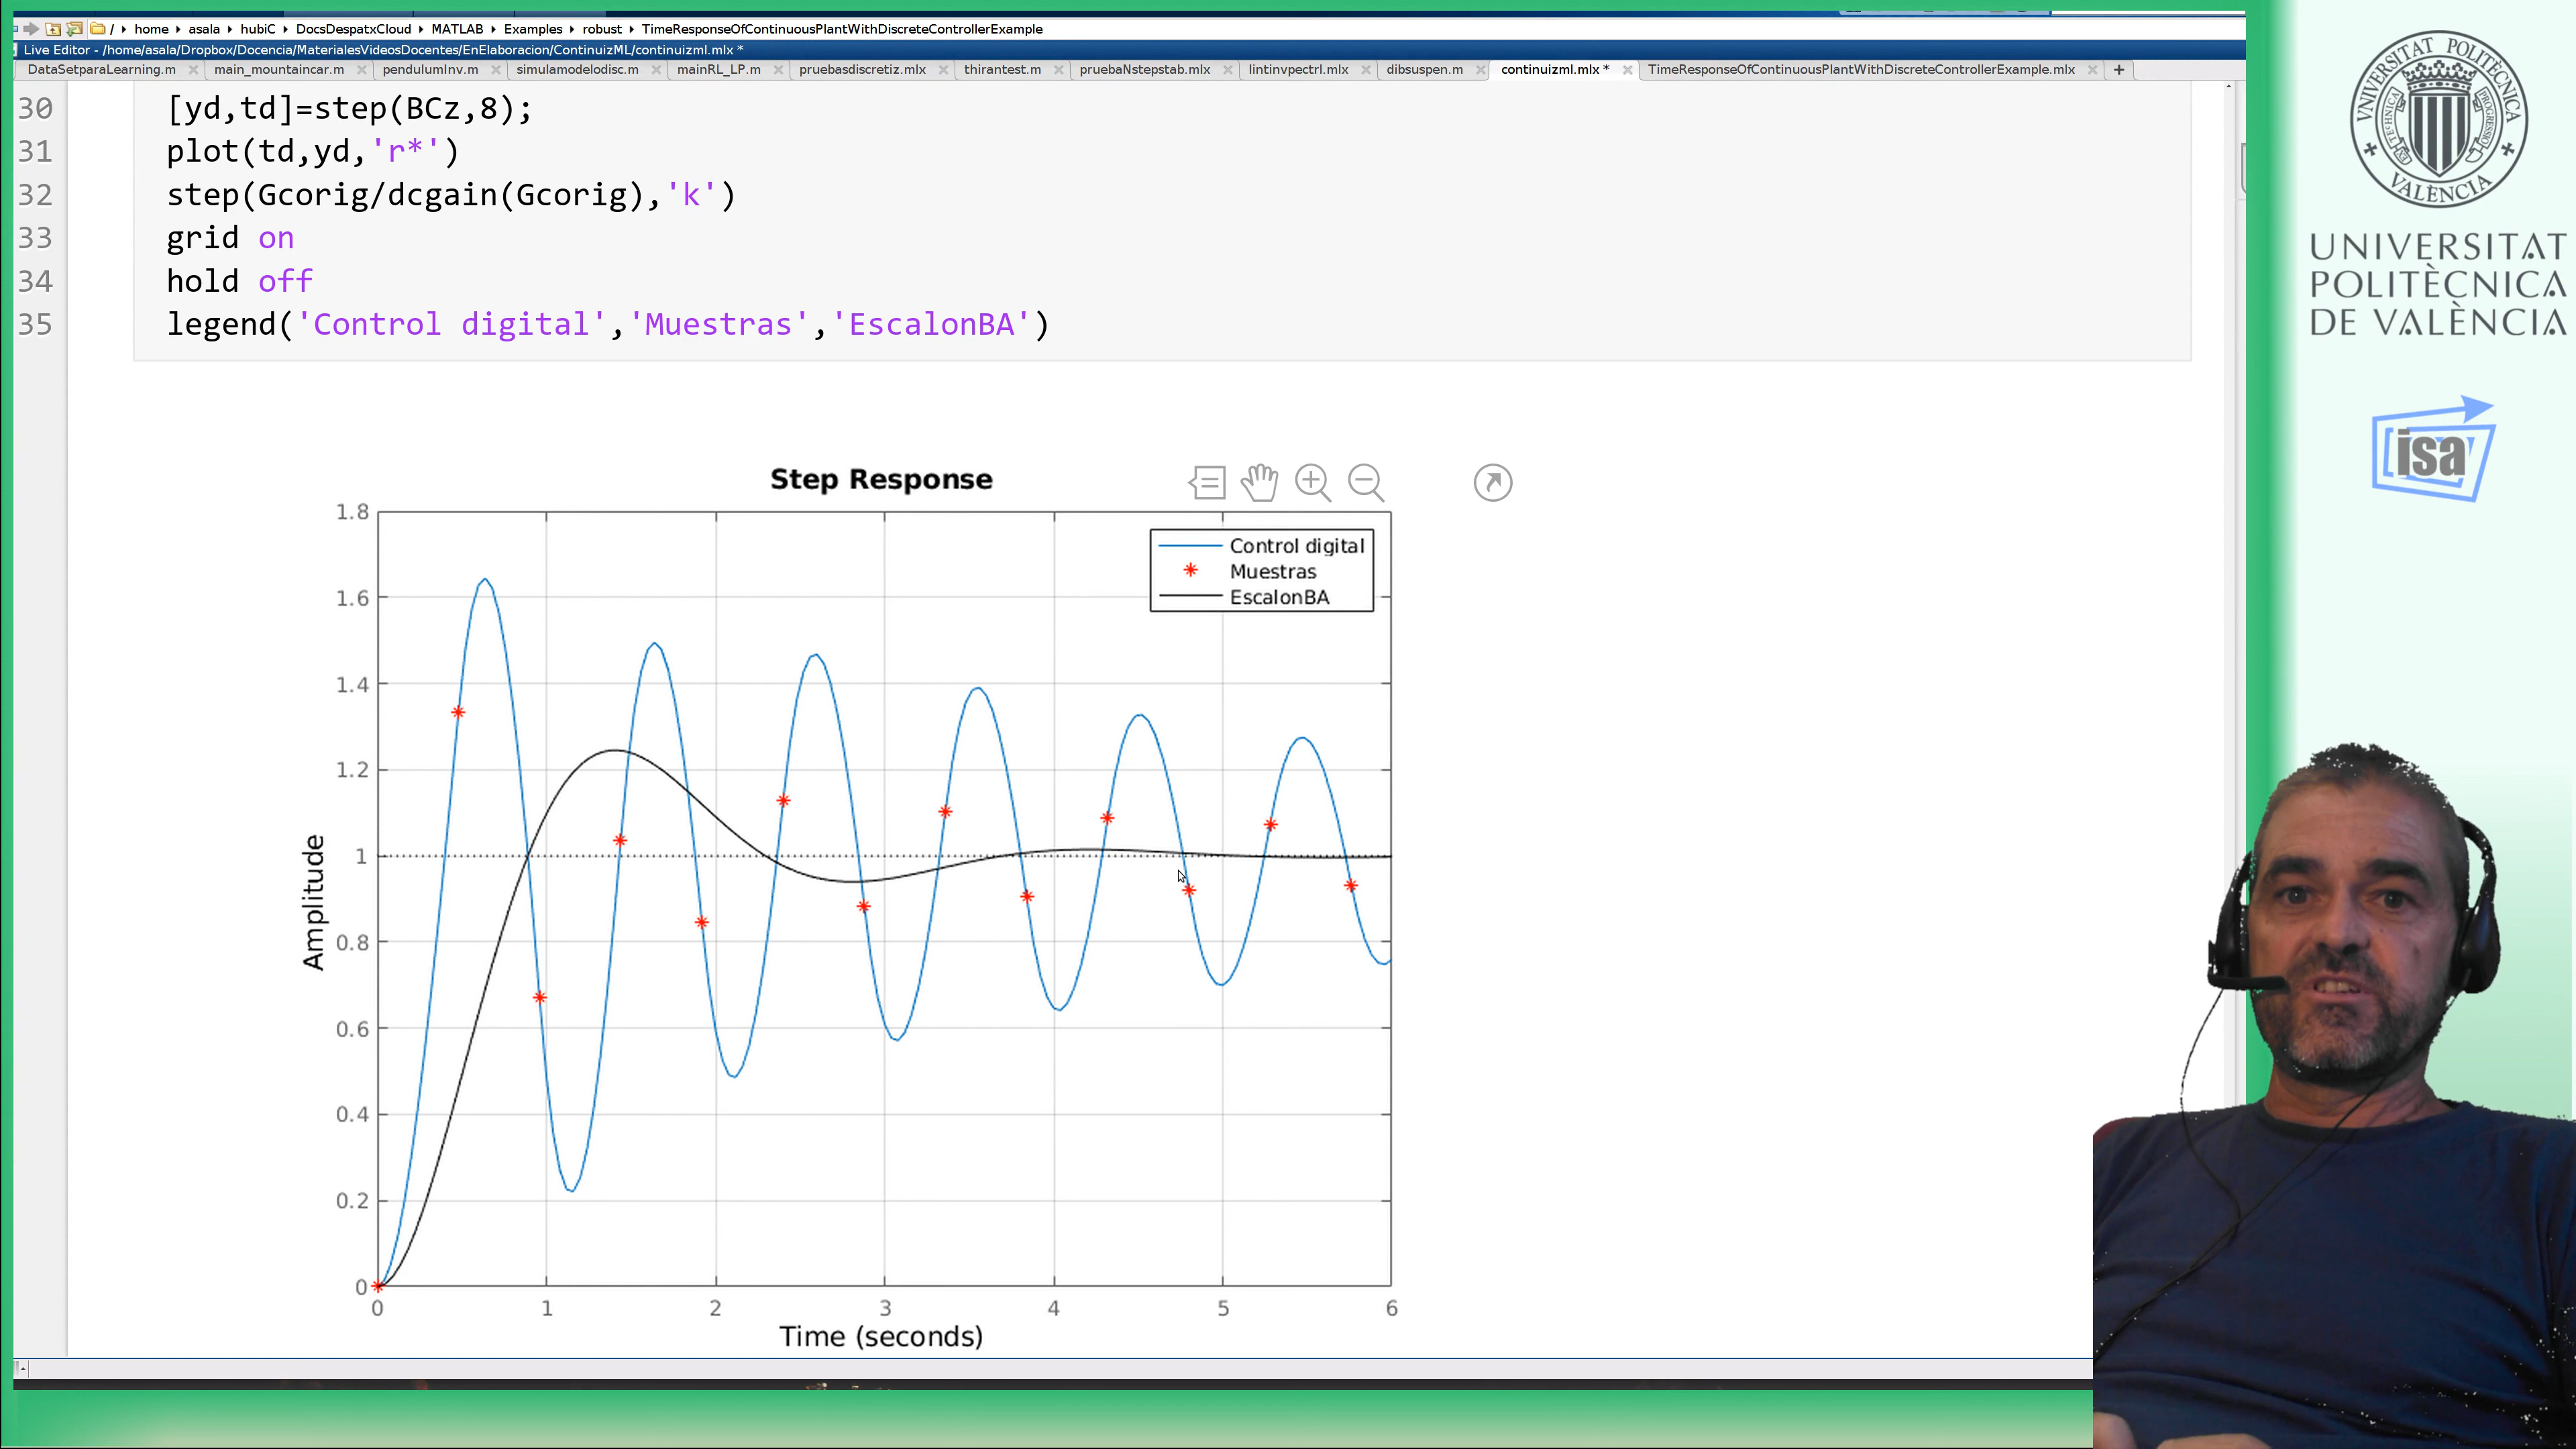 / ▸ home ▸ asala ▸ hubiC ▸ DocsDespatxCloud ▸ MATLAB ▸ Examples ▸ robust ▸ TimeResponseOfContinuousPlantWithDiscreteControllerExample
Live Editor - /home/asala/Dropbox/Docencia/MaterialesVideosDocentes/EnElaboracion/ContinuizML/continuizml.mlx *
DataSetparaLearning.m main_mountaincar.m pendulumInv.m simulamodelodisc.m mainRL_LP.m pruebasdiscretiz.mlx thirantest.m pruebaNstepstab.mlx lintinvpectrl.mlx dibsuspen.m continuizml.mlx * TimeResponseOfContinuousPlantWithDiscreteControllerExample.mlx +
30 [yd,td]=step(BCz,8);
31 plot(td,yd,'r*')
32 step(Gcorig/dcgain(Gcorig),'k')
33 grid on
34 hold off
35 legend('Control digital','Muestras','EscalonBA')
Step Response
Control digital
Muestras
EscalonBA
1.8
1.6
1.4
1.2
1
0.8
0.6
0.4
0.2
0
Amplitude
0 1 2 3 4 5 6
Time (seconds)
UNIVERSITAT POLITÈCNICA
VALÈNCIA
UNIVERSITAT
POLITÈCNICA
DE VALÈNCIA
isa